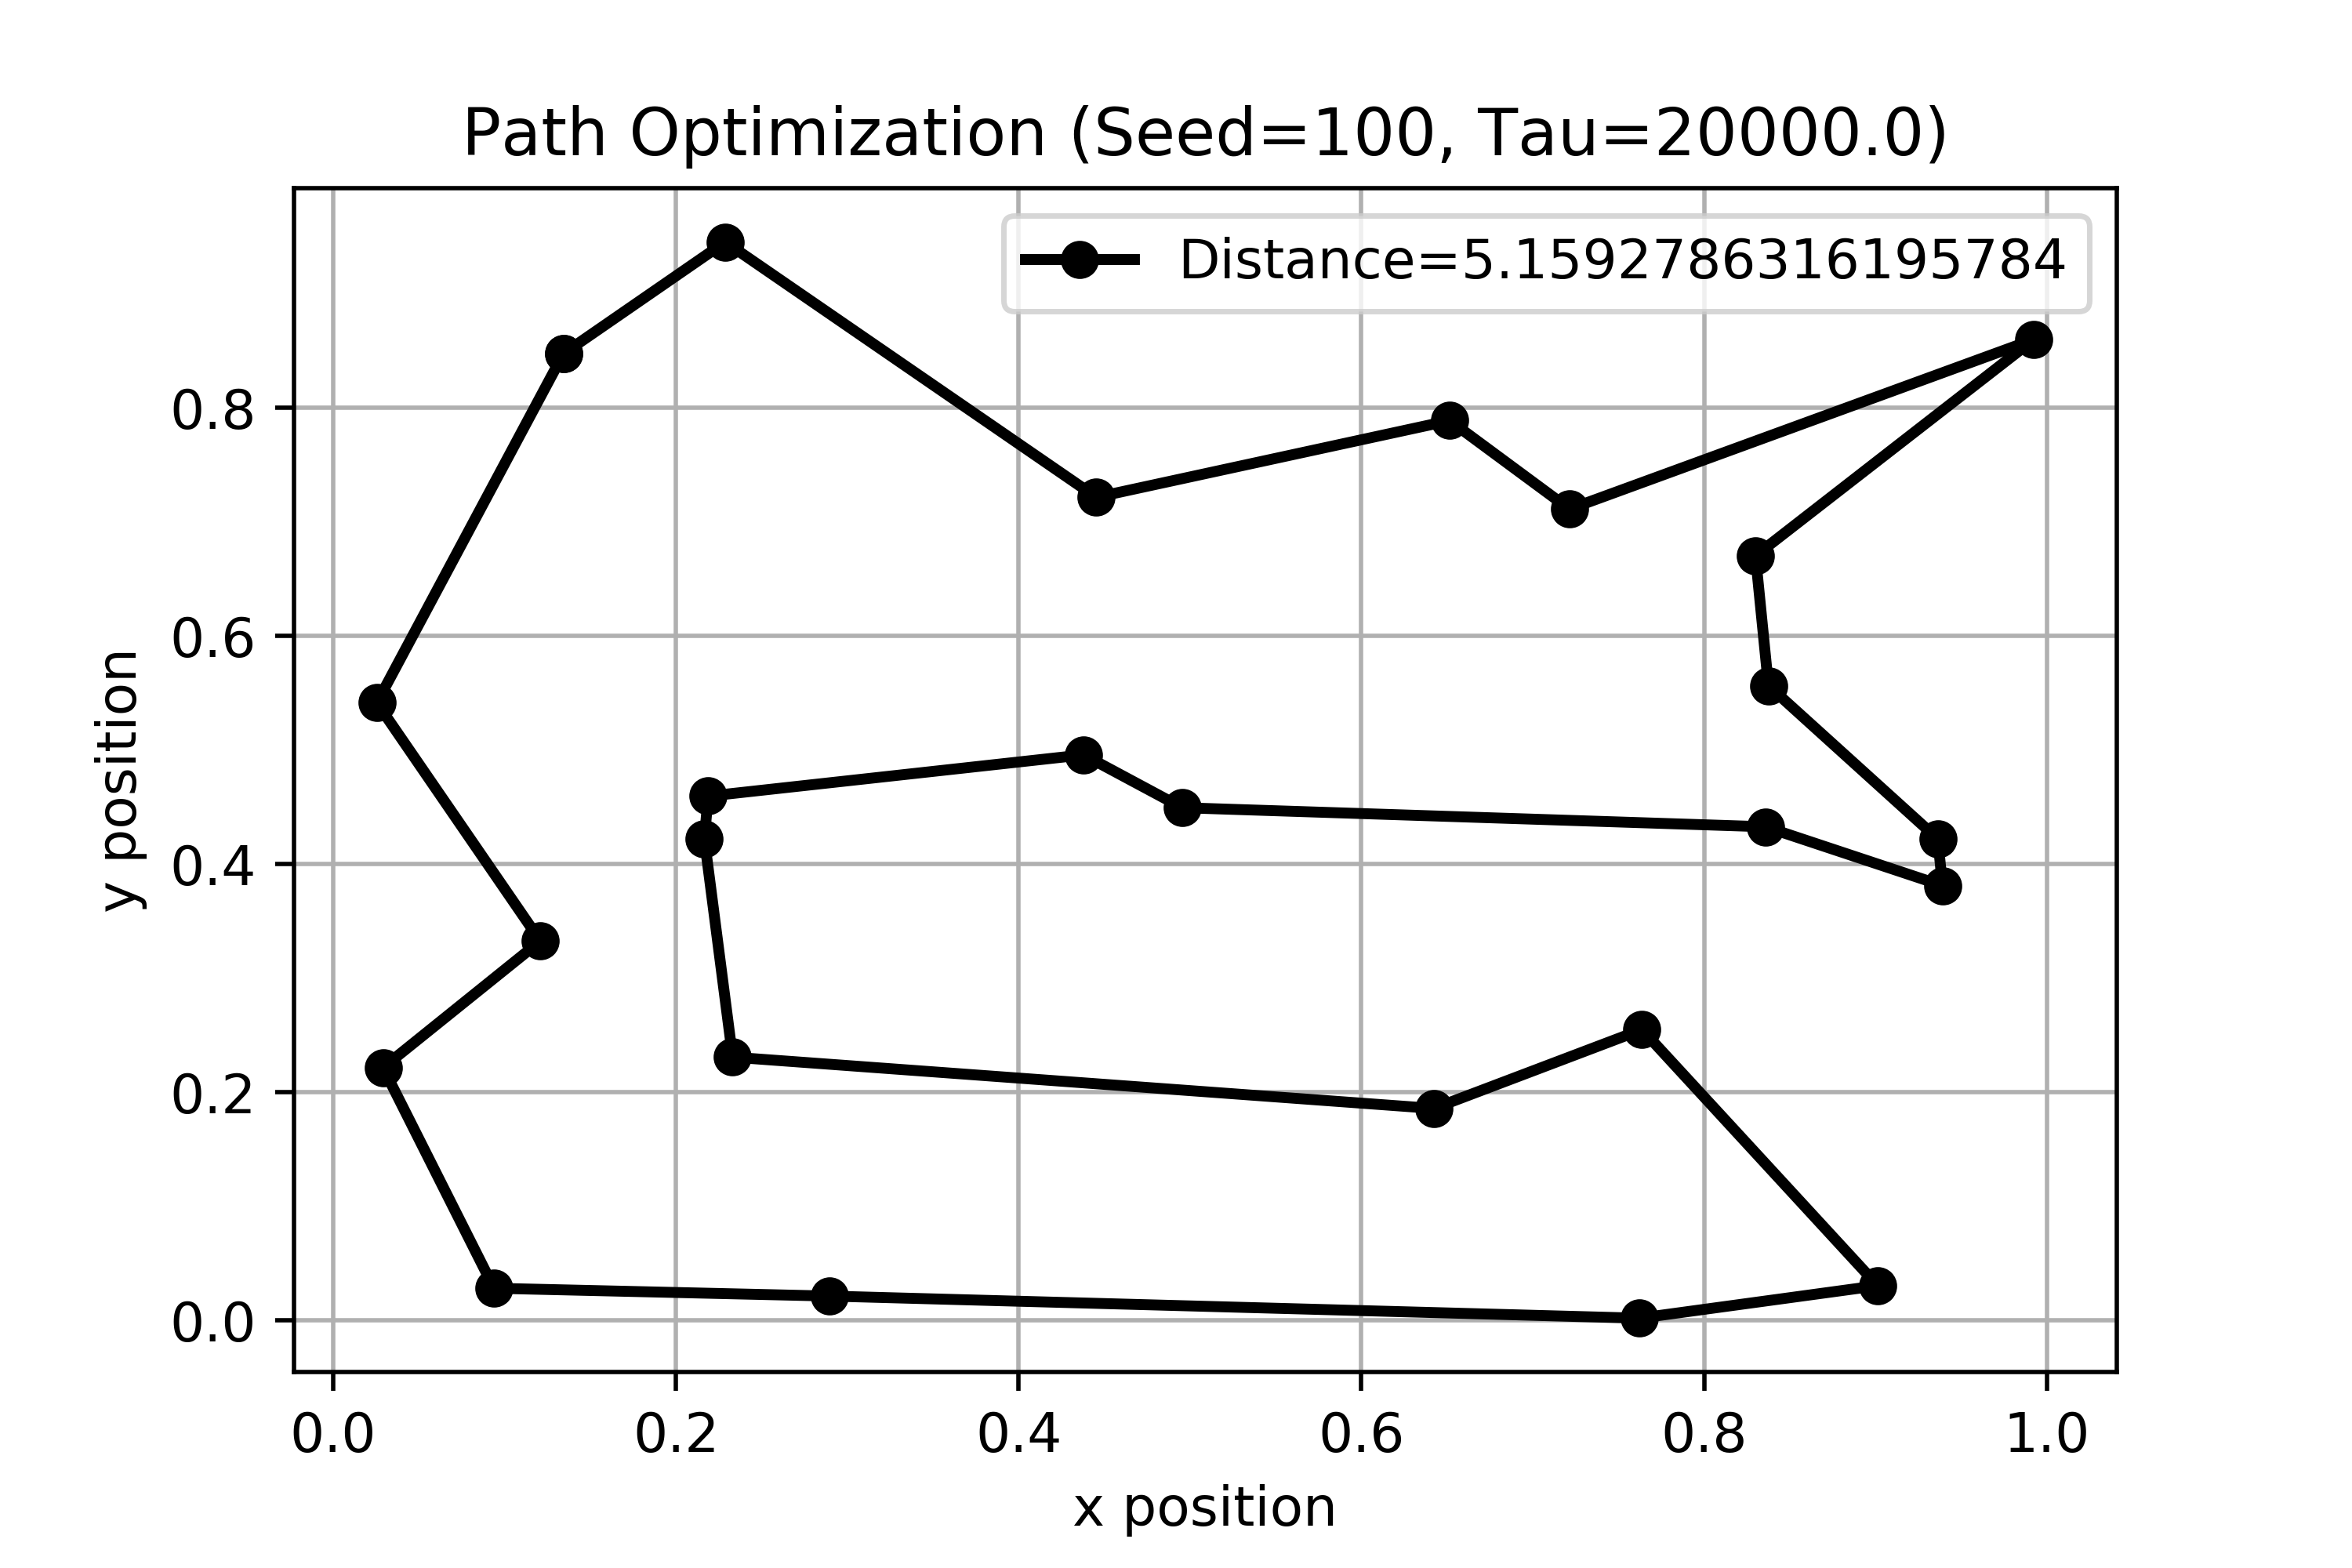 Path Optimization (Seed=100, Tau=20000.0)
Distance=5.1592786316195784
y position
0.8
0.6
0.4
0.2
0.0
0.0 0.2 0.4 0.6 0.8 1.0
x position